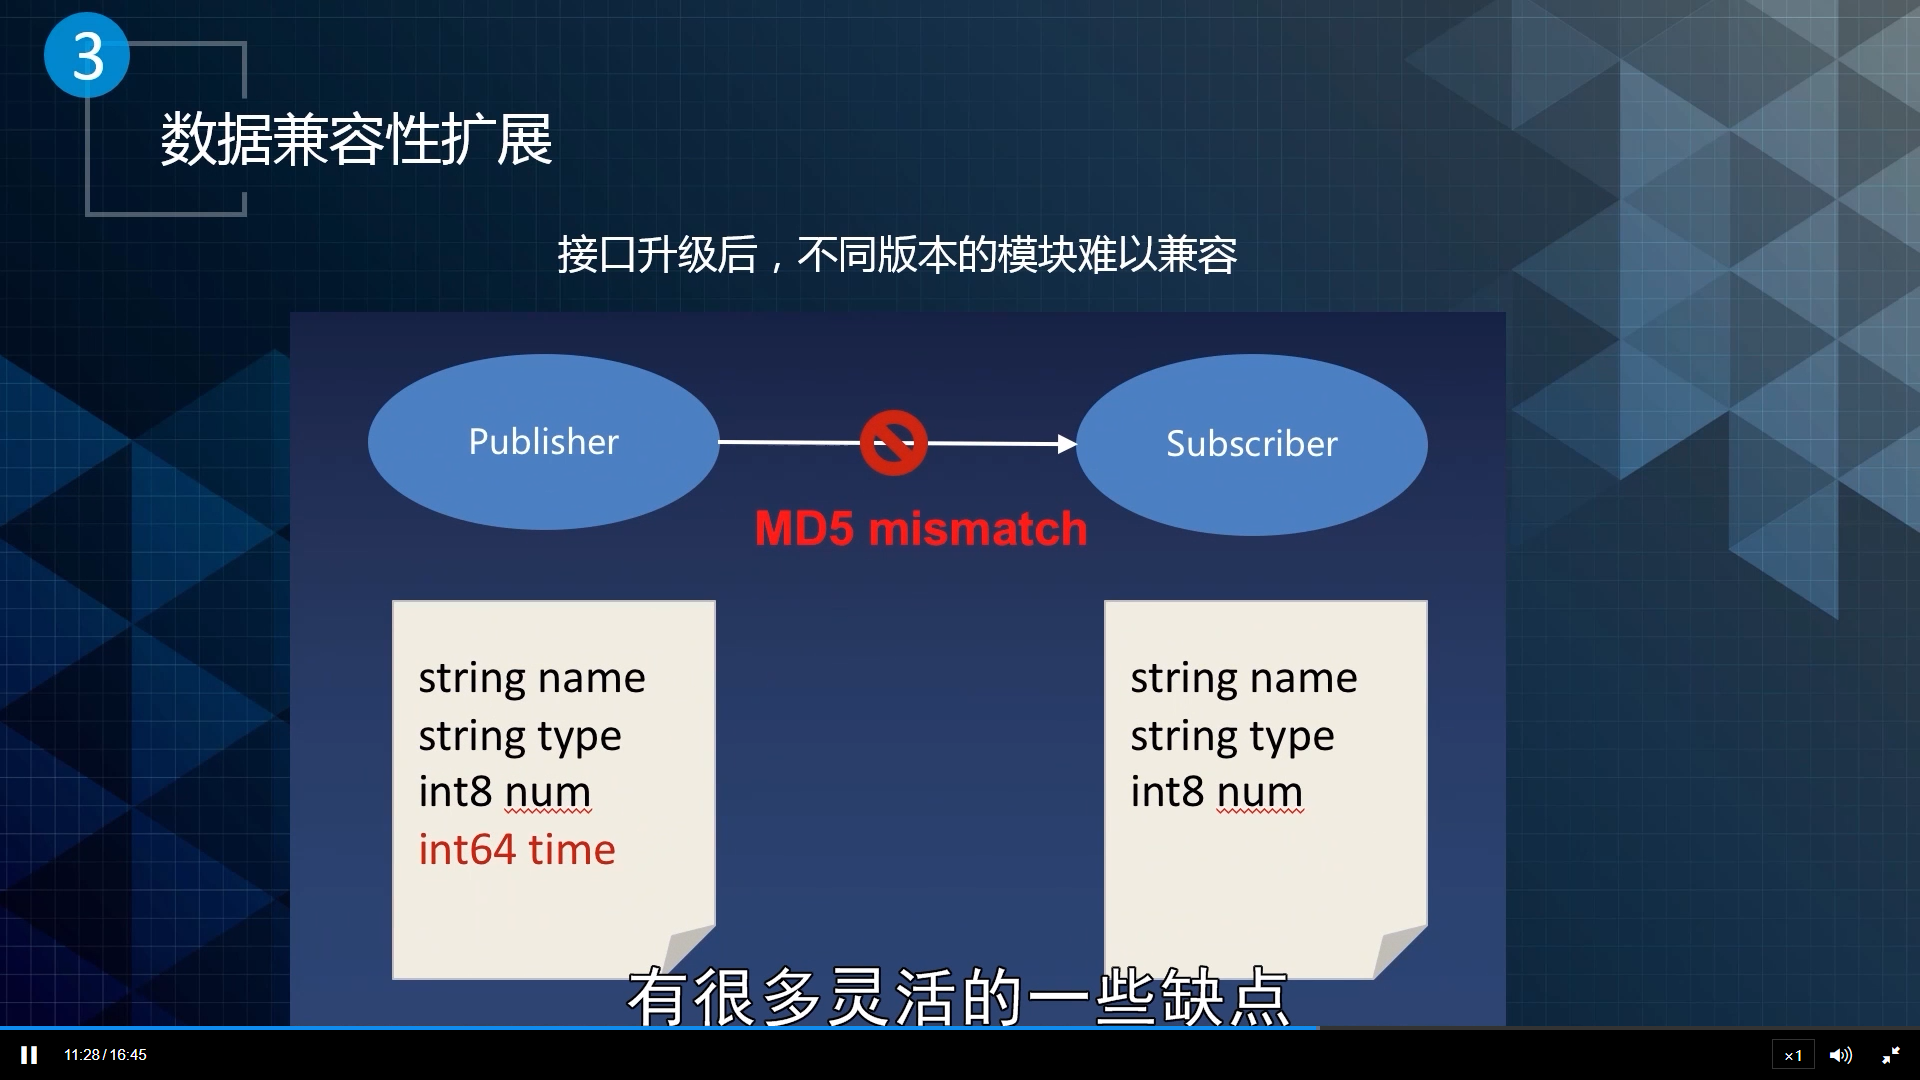 3
数据兼容性扩展
接口升级后，不同版本的模块难以兼容
Publisher
Subscriber
MD5 mismatch
string name
string type
int8 num
int64 time
string name
string type
int8 num
有很多灵活的一些缺点
11:28/16:45
×1